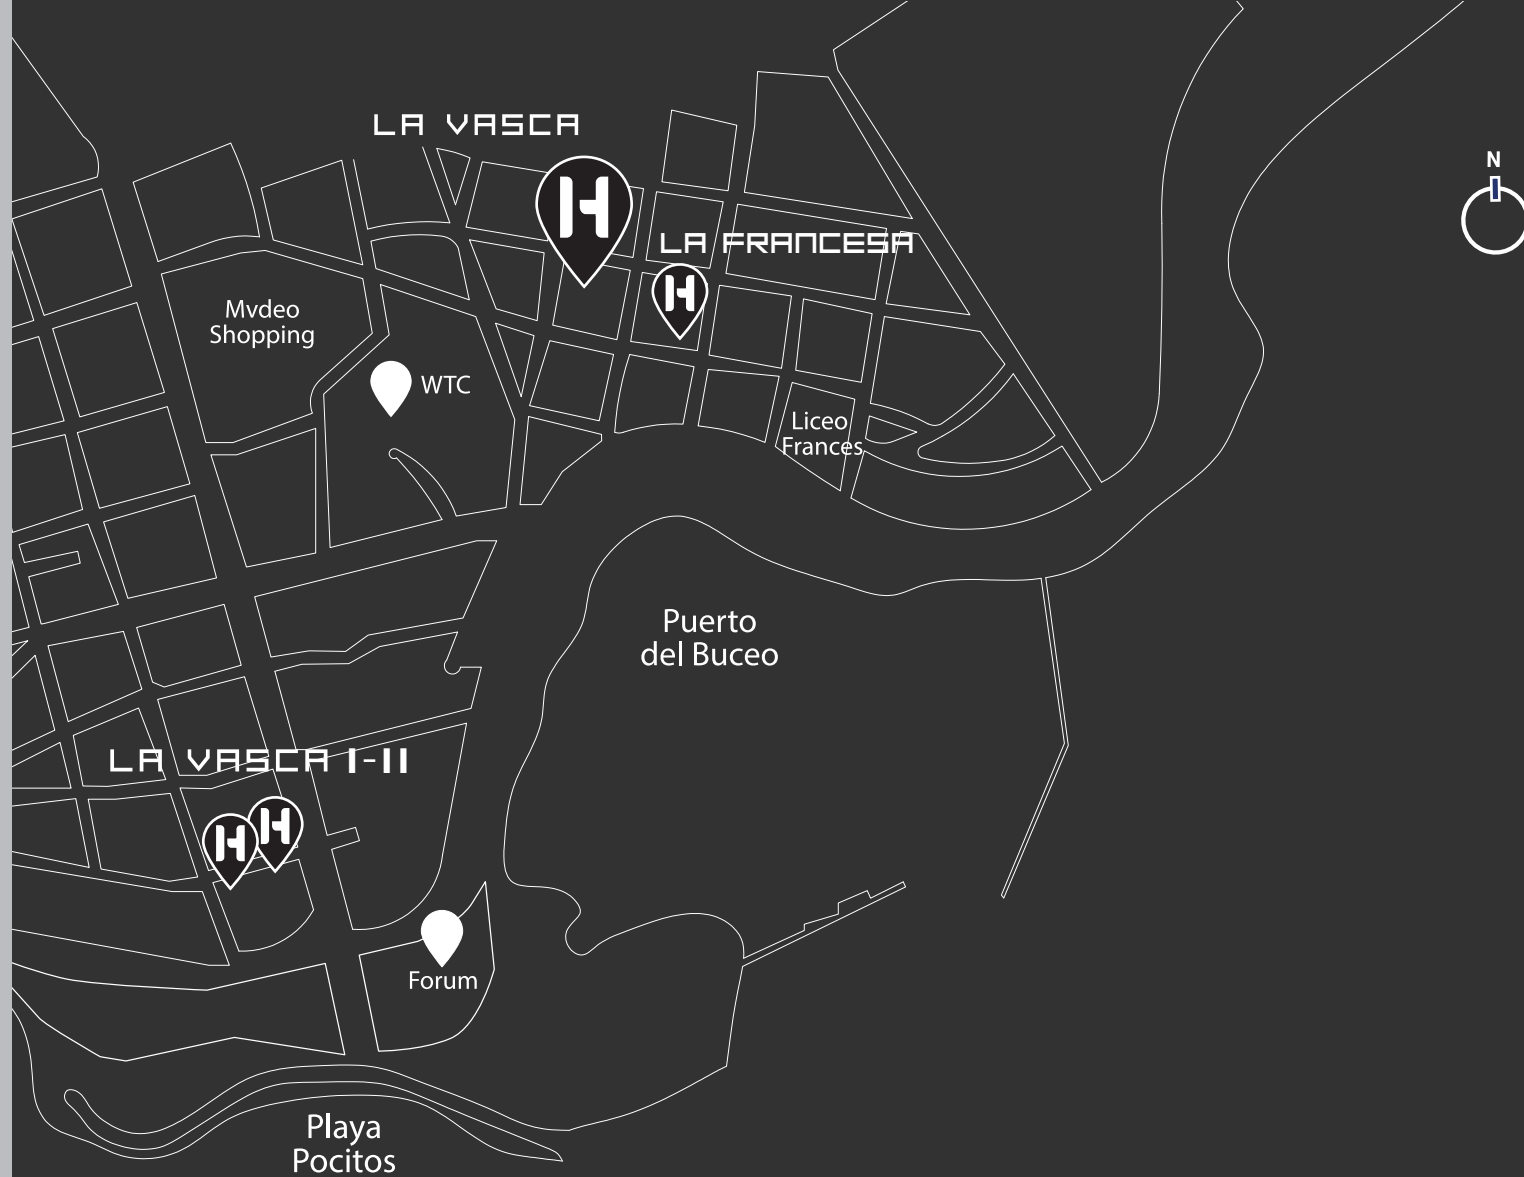 LA VASCA
N
LA FRANCESA
Mvdeo
Shopping
WTC
Liceo
Frances
Puerto
del Buceo
LA VASCA I-II
Forum
Playa
Pocitos